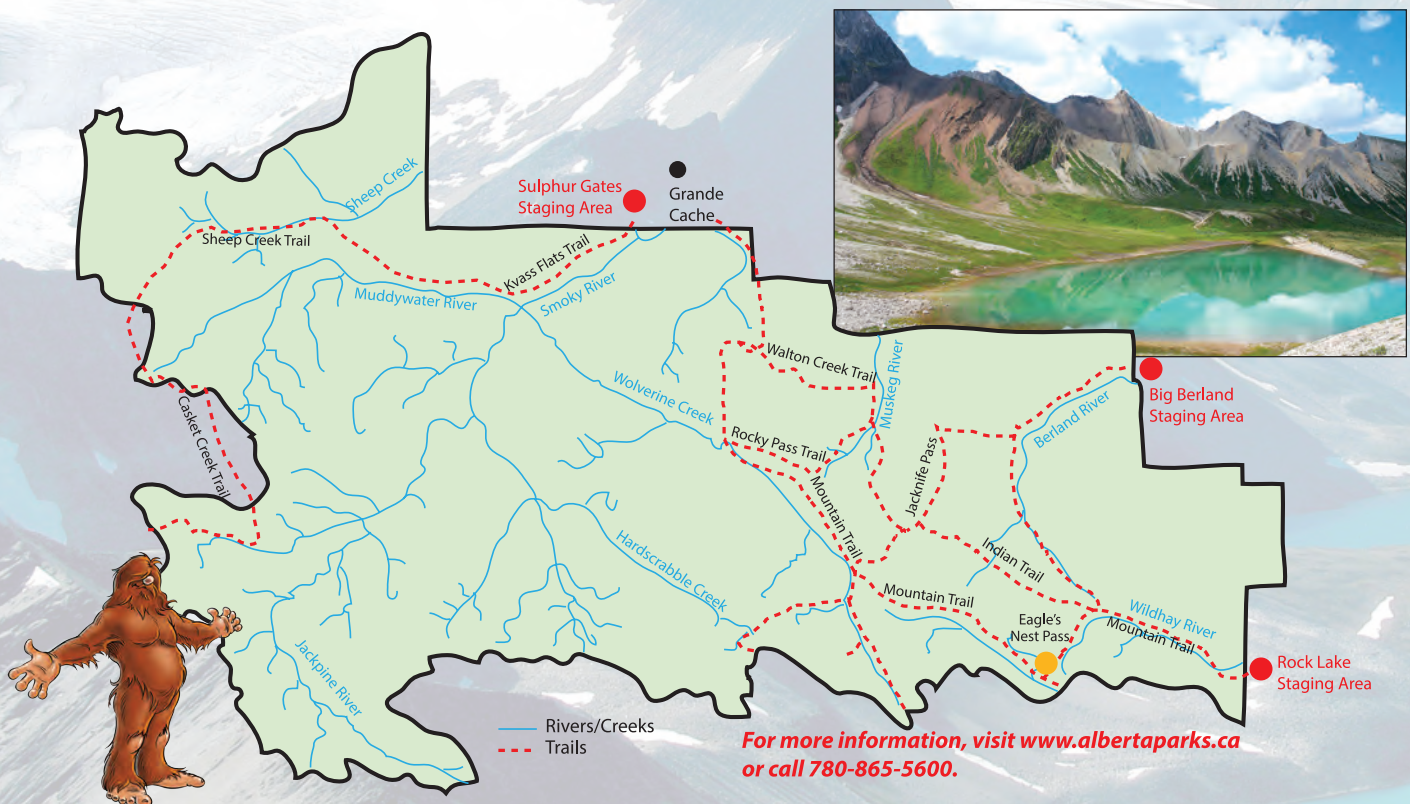 Sulphur Gates
Staging Area
Grande
Cache
Sheep Creek
Sheep Creek Trail
Kvass Flats Trail
Muddywater River
Smoky River
Walton Creek Trail
Muskeg River
Wolverine Creek
Big Berland
Staging Area
Berland River
Casket Creek Trail
Rocky Pass Trail
Jacknife Pass
Mountain Trail
Hardscrabble Creek
Indian Trail
Mountain Trail
Eagle's
Nest Pass
Wildhay River
Mountain Trail
Jackpine River
Rock Lake
Staging Area
Rivers/Creeks
Trails
For more information, visit www.albertaparks.ca
or call 780-865-5600.